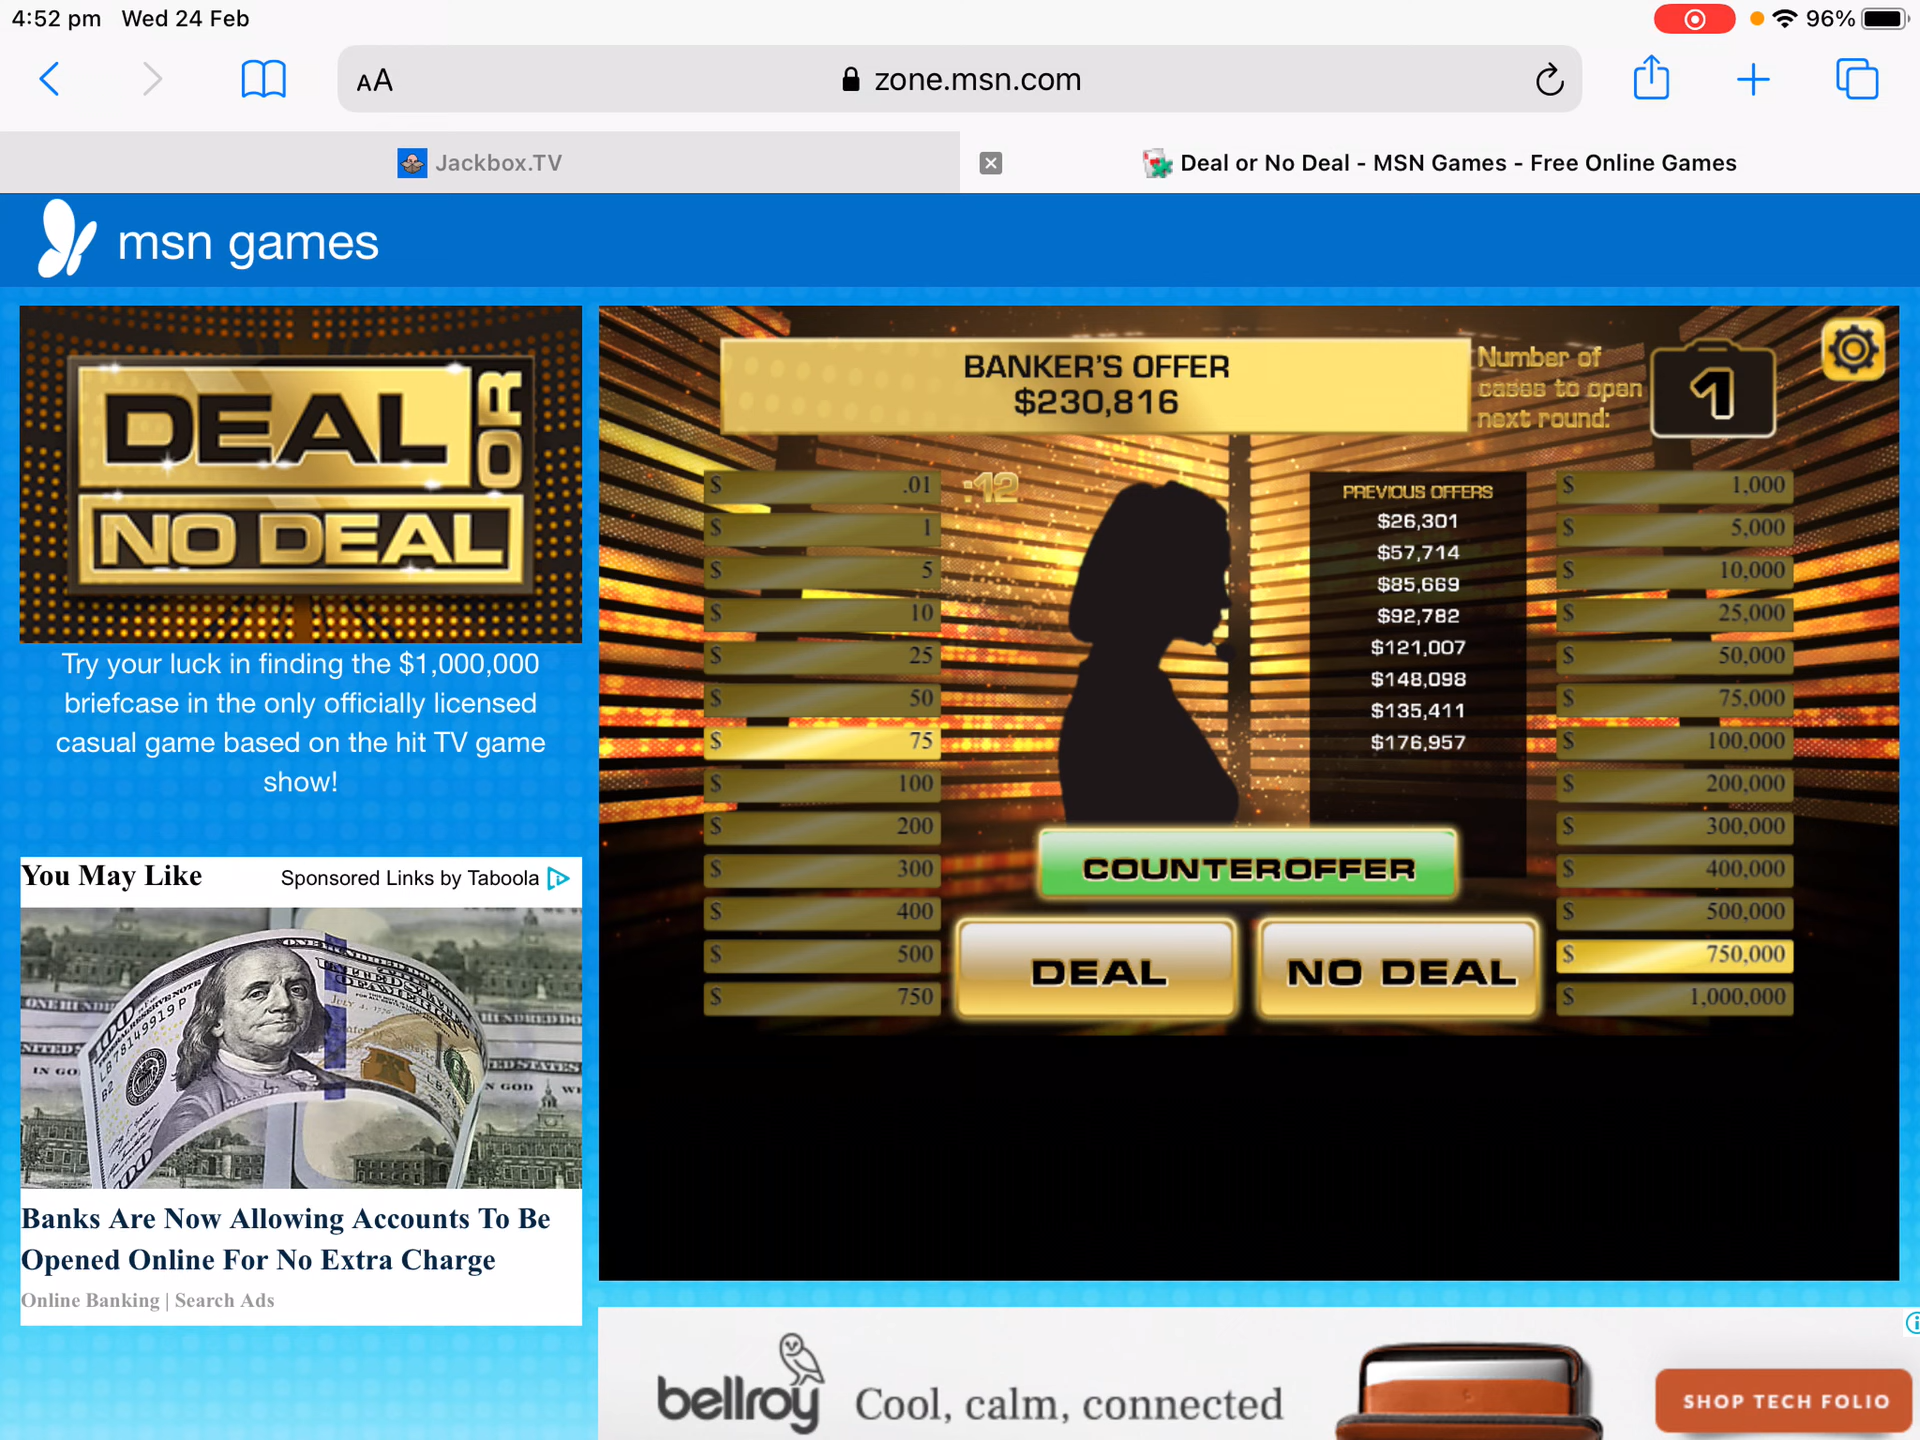 4:52 pm Wed 24 Feb
96%
AA
zone.msn.com
Jackbox.TV
Deal or No Deal - MSN Games - Free Online Games
msn games
DEAL
OR
NO DEAL
Try your luck in finding the $1,000,000
briefcase in the only officially licensed
casual game based on the hit TV game
show!
You May Like
Sponsored Links by Taboola
Banks Are Now Allowing Accounts To Be
Opened Online For No Extra Charge
Online Banking | Search Ads
BANKER'S OFFER
$230,816
Number of
cases to open
next round:
1
:12
$ .01
$ 1
$ 5
$ 10
$ 25
$ 50
$ 75
$ 100
$ 200
$ 300
$ 400
$ 500
$ 750
PREVIOUS OFFERS
$26,301
$57,714
$85,669
$92,782
$121,007
$148,098
$135,411
$176,957
COUNTEROFFER
DEAL
NO DEAL
$ 1,000
$ 5,000
$ 10,000
$ 25,000
$ 50,000
$ 75,000
$ 100,000
$ 200,000
$ 300,000
$ 400,000
$ 500,000
$ 750,000
$ 1,000,000
bellroy
Cool, calm, connected
SHOP TECH FOLIO